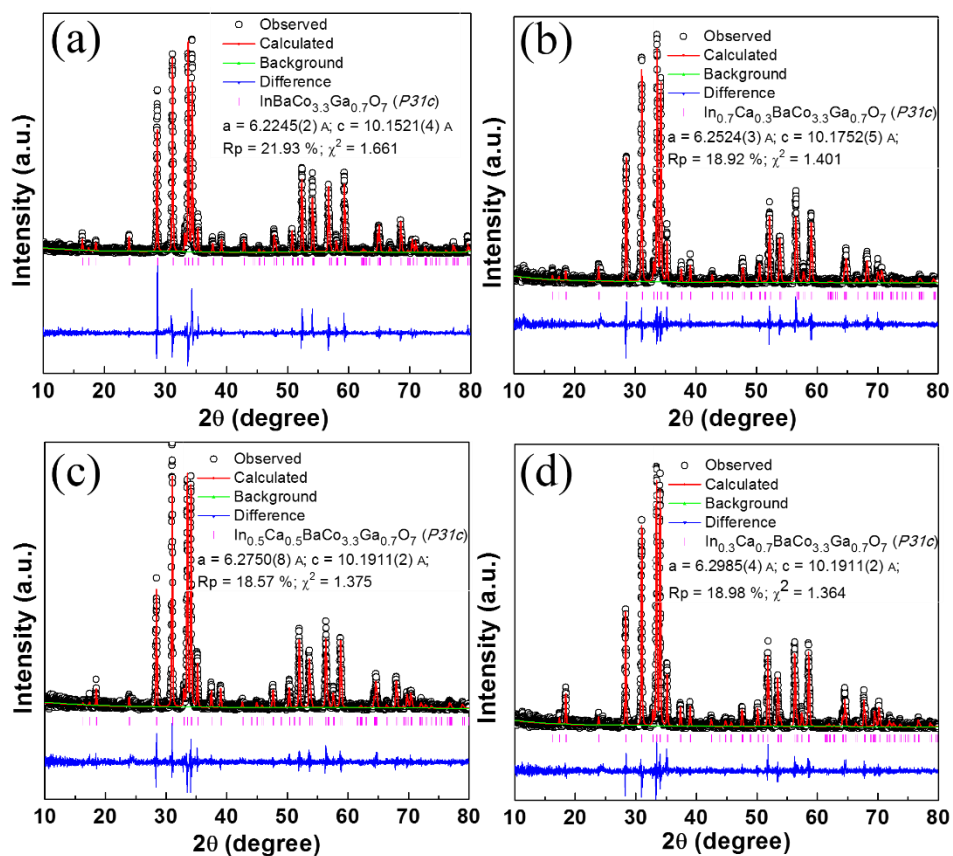 (a)
Observed
Calculated
Background
Difference
InBaCo3.3Ga0.7O7 (P31c)
a = 6.2245(2) A; c = 10.1521(4) A
Rp = 21.93 %; χ² = 1.661
Intensity (a.u.)
10 20 30 40 50 60 70 80
2θ (degree)
(b)
Observed
Calculated
Background
Difference
In0.7Ca0.3BaCo3.3Ga0.7O7 (P31c)
a = 6.2524(3) A; c = 10.1752(5) A;
Rp = 18.92 %; χ² = 1.401
Intensity (a.u.)
10 20 30 40 50 60 70 80
2θ (degree)
(c)
Observed
Calculated
Background
Difference
In0.5Ca0.5BaCo3.3Ga0.7O7 (P31c)
a = 6.2750(8) A; c = 10.1911(2) A;
Rp = 18.57 %; χ² = 1.375
Intensity (a.u.)
10 20 30 40 50 60 70 80
2θ (degree)
(d)
Observed
Calculated
Background
Difference
In0.3Ca0.7BaCo3.3Ga0.7O7 (P31c)
a = 6.2985(4) A; c = 10.1911(2) A;
Rp = 18.98 %; χ² = 1.364
Intensity (a.u.)
10 20 30 40 50 60 70 80
2θ (degree)